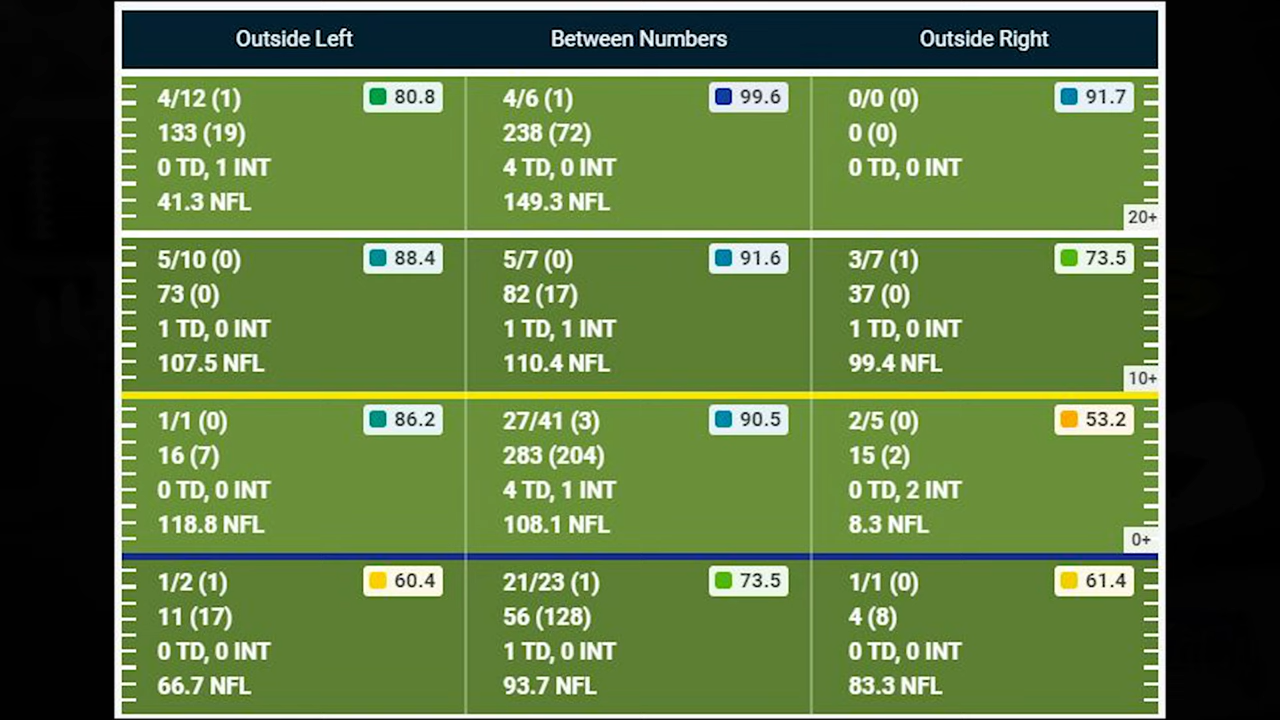 Outside Left Between Numbers Outside Right
4/12 (1) 80.8
133 (19)
0 TD, 1 INT
41.3 NFL
4/6 (1) 99.6
238 (72)
4 TD, 0 INT
149.3 NFL
0/0 (0) 91.7
0 (0)
0 TD, 0 INT
20+
5/10 (0) 88.4
73 (0)
1 TD, 0 INT
107.5 NFL
5/7 (0) 91.6
82 (17)
1 TD, 1 INT
110.4 NFL
3/7 (1) 73.5
37 (0)
1 TD, 0 INT
99.4 NFL
10+
1/1 (0) 86.2
16 (7)
0 TD, 0 INT
118.8 NFL
27/41 (3) 90.5
283 (204)
4 TD, 1 INT
108.1 NFL
2/5 (0) 53.2
15 (2)
0 TD, 2 INT
8.3 NFL
0+
1/2 (1) 60.4
11 (17)
0 TD, 0 INT
66.7 NFL
21/23 (1) 73.5
56 (128)
1 TD, 0 INT
93.7 NFL
1/1 (0) 61.4
4 (8)
0 TD, 0 INT
83.3 NFL